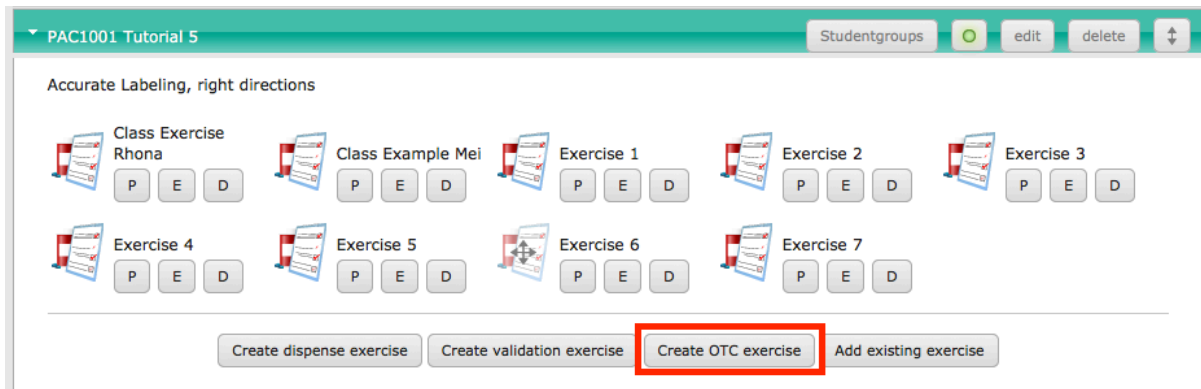 PAC1001 Tutorial 5 Studentgroups edit delete
Accurate Labeling, right directions
Class Exercise
Rhona
P E D
Class Example Mei
P E D
Exercise 1
P E D
Exercise 2
P E D
Exercise 3
P E D
Exercise 4
P E D
Exercise 5
P E D
Exercise 6
P E D
Exercise 7
P E D
Create dispense exercise Create validation exercise Create OTC exercise Add existing exercise